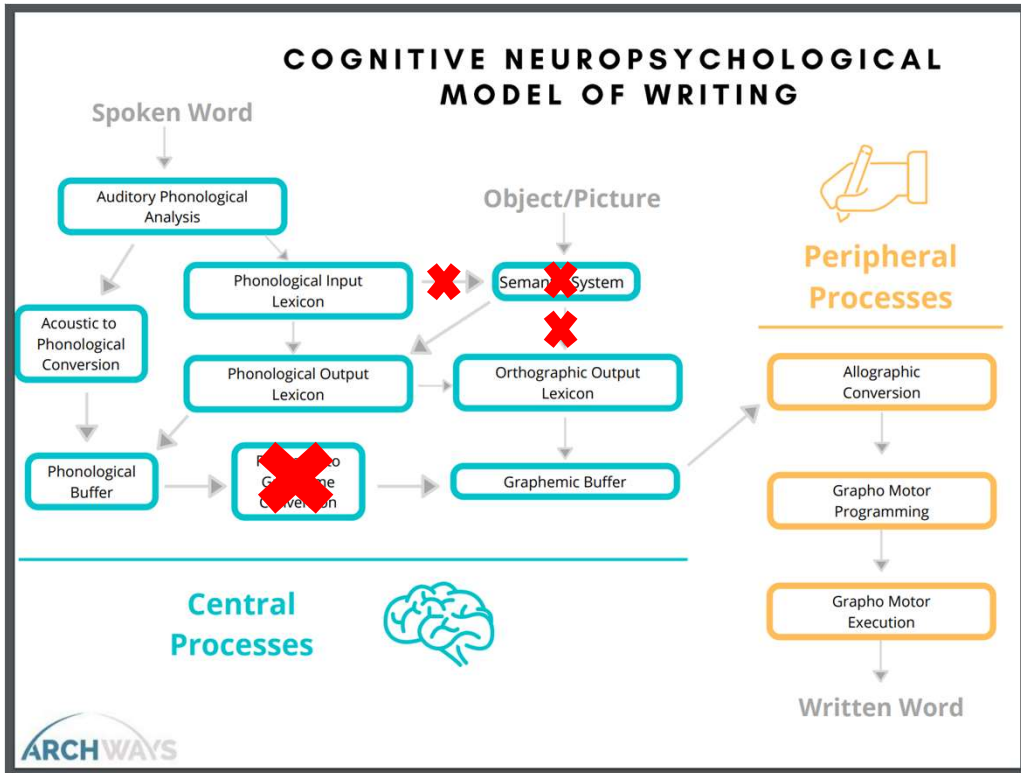 COGNITIVE NEUROPSYCHOLOGICAL
MODEL OF WRITING
Spoken Word
Auditory Phonological
Analysis
Object/Picture
Phonological Input
Lexicon
System
Acoustic to
Phonological
Conversion
Phonological Output
Lexicon
Orthographic Output
Lexicon
Phonological
Buffer
to
Graphemic Buffer
Central
Processes
Peripheral
Processes
Allographic
Conversion
Grapho Motor
Programming
Grapho Motor
Execution
Written Word
ARCHWAYS